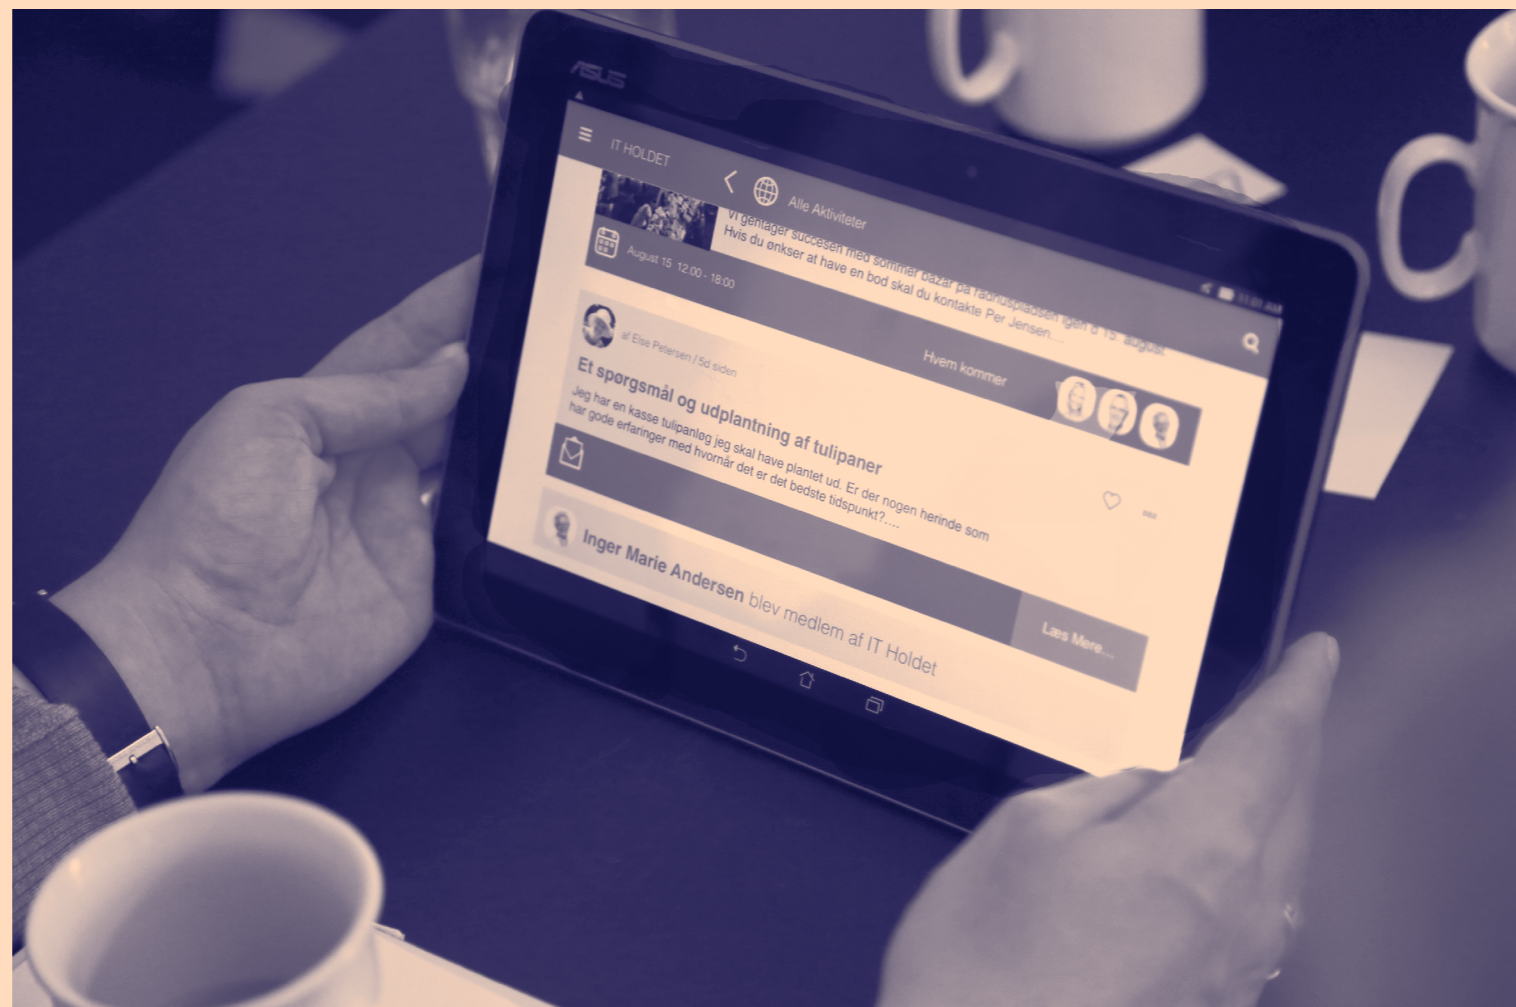 ASUS
11:01 AM
IT HOLDET
Alle Aktiviteter
Vi gentager succesen med sommer bazar på rådhuspladsen igen d 15. august
Hvis du ønkser at have en bod skal du kontakte Per Jensen....
August 15 12.00 - 18:00
Hvem kommer
af Else Petersen / 5d siden
Et spørgsmål og udplantning af tulipaner
Jeg har en kasse tulipanløg jeg skal have plantet ud. Er der nogen herinde som
har gode erfaringer med hvornår det er det bedste tidspunkt?....
Læs Mere...
Inger Marie Andersen blev medlem af IT Holdet